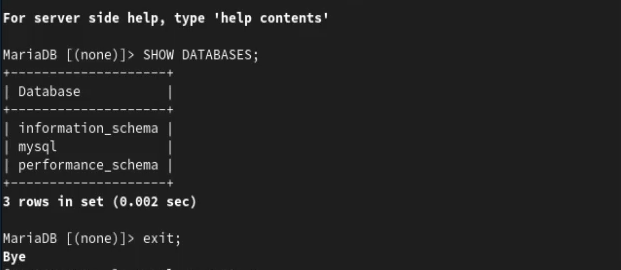 For server side help, type 'help contents'
MariaDB [(none)]> SHOW DATABASES;
+--------------------+
| Database           |
+--------------------+
| information_schema |
| mysql              |
| performance_schema |
+--------------------+
3 rows in set (0.002 sec)
MariaDB [(none)]> exit;
Bye